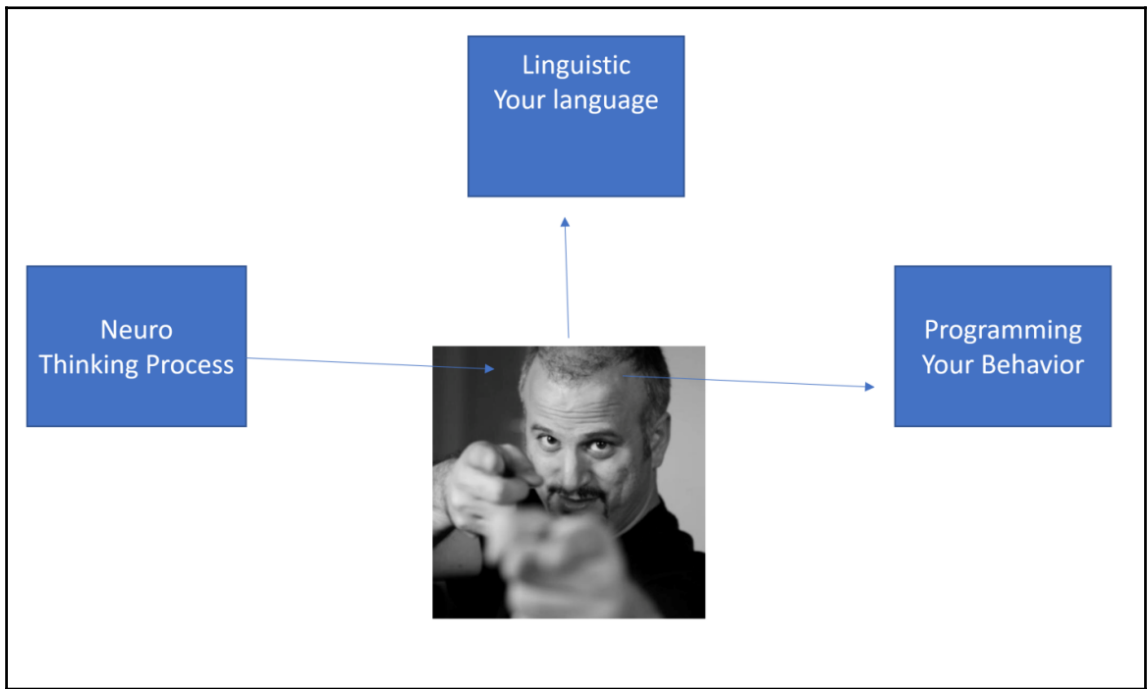 Linguistic
Your language
Neuro
Thinking Process
Programming
Your Behavior